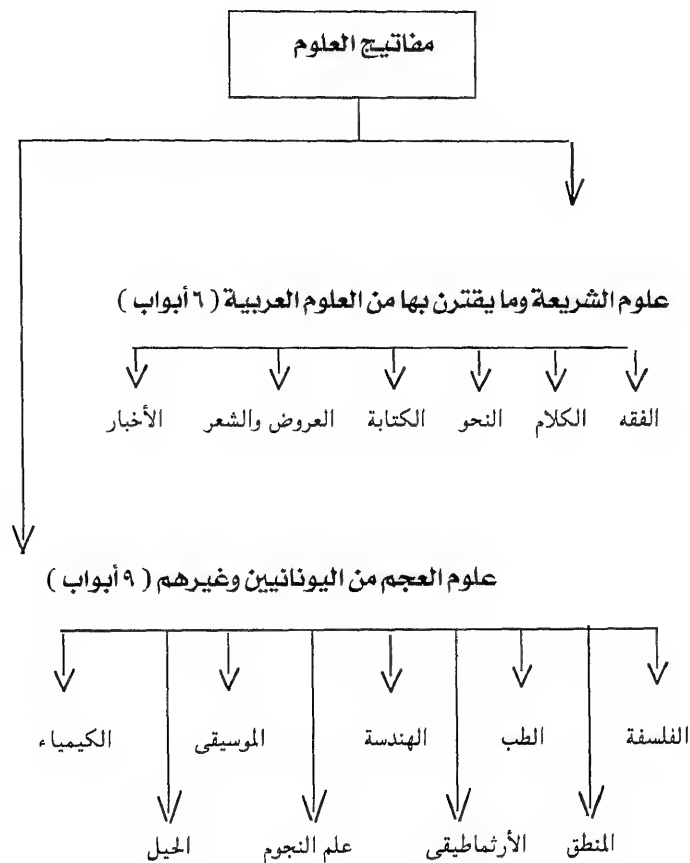 مفاتيح العلوم
علوم الشريعة وما يقترن بها من العلوم العربية (٦ أبواب)
الفقه الكلام النحو الكتابة العروض والشعر الأخبار
علوم العجم من اليونانيين وغيرهم (٩ أبواب)
الفلسفة الطب الهندسة الموسيقى الكيمياء
المنطق الأرثماطيقى علم النجوم الحيل